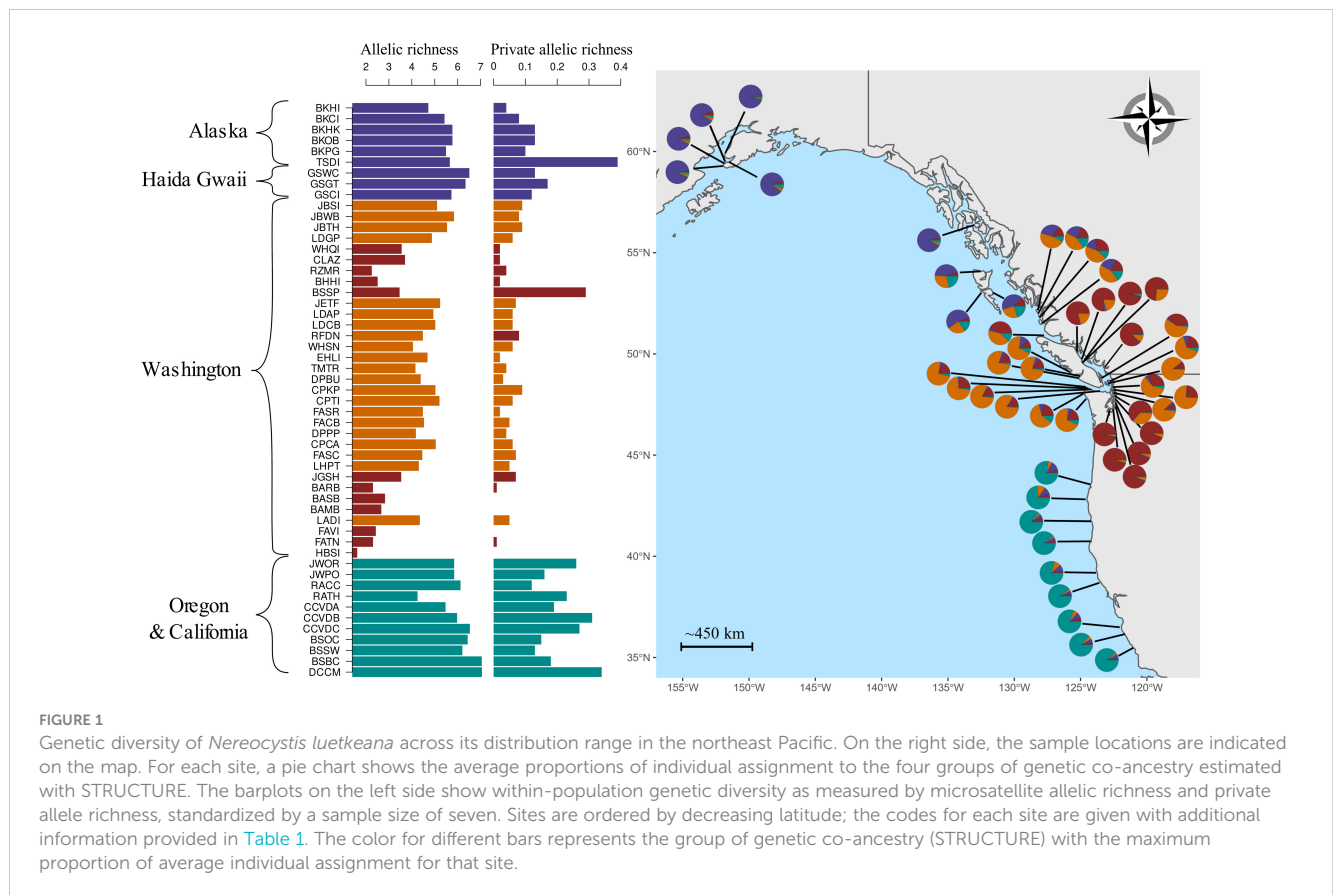 Allelic richness
Private allelic richness
2 3 4 5 6 7
0 0.1 0.2 0.3 0.4
Alaska
Haida Gwaii
Washington
Oregon
& California
BKHI
BKCI
BKHK
BKOB
BKPG
TSDI
GSWC
GSGT
GSCI
JBSI
JBWB
JBTH
LDGP
WHQI
CLAZ
RZMR
BHHI
BSSP
JETF
LDAP
LDCB
RFDN
WHSN
EHLI
TMTR
DPBU
CPKP
CPTI
FASR
FACB
DPPP
CPCA
FASC
LHPT
JGSH
BARB
BASB
BAMB
LADI
FAVI
FATN
HBSI
JWOR
JWPO
RACC
RATH
CCVDA
CCVDB
CCVDC
BSOC
BSSW
BSBC
DCCM
60°N
55°N
50°N
45°N
40°N
35°N
~450 km
155°W 150°W 145°W 140°W 135°W 130°W 125°W 120°W
FIGURE 1
Genetic diversity of Nereocystis luetkeana across its distribution range in the northeast Pacific. On the right side, the sample locations are indicated
on the map. For each site, a pie chart shows the average proportions of individual assignment to the four groups of genetic co-ancestry estimated
with STRUCTURE. The barplots on the left side show within-population genetic diversity as measured by microsatellite allelic richness and private
allele richness, standardized by a sample size of seven. Sites are ordered by decreasing latitude; the codes for each site are given with additional
information provided in Table 1. The color for different bars represents the group of genetic co-ancestry (STRUCTURE) with the maximum
proportion of average individual assignment for that site.